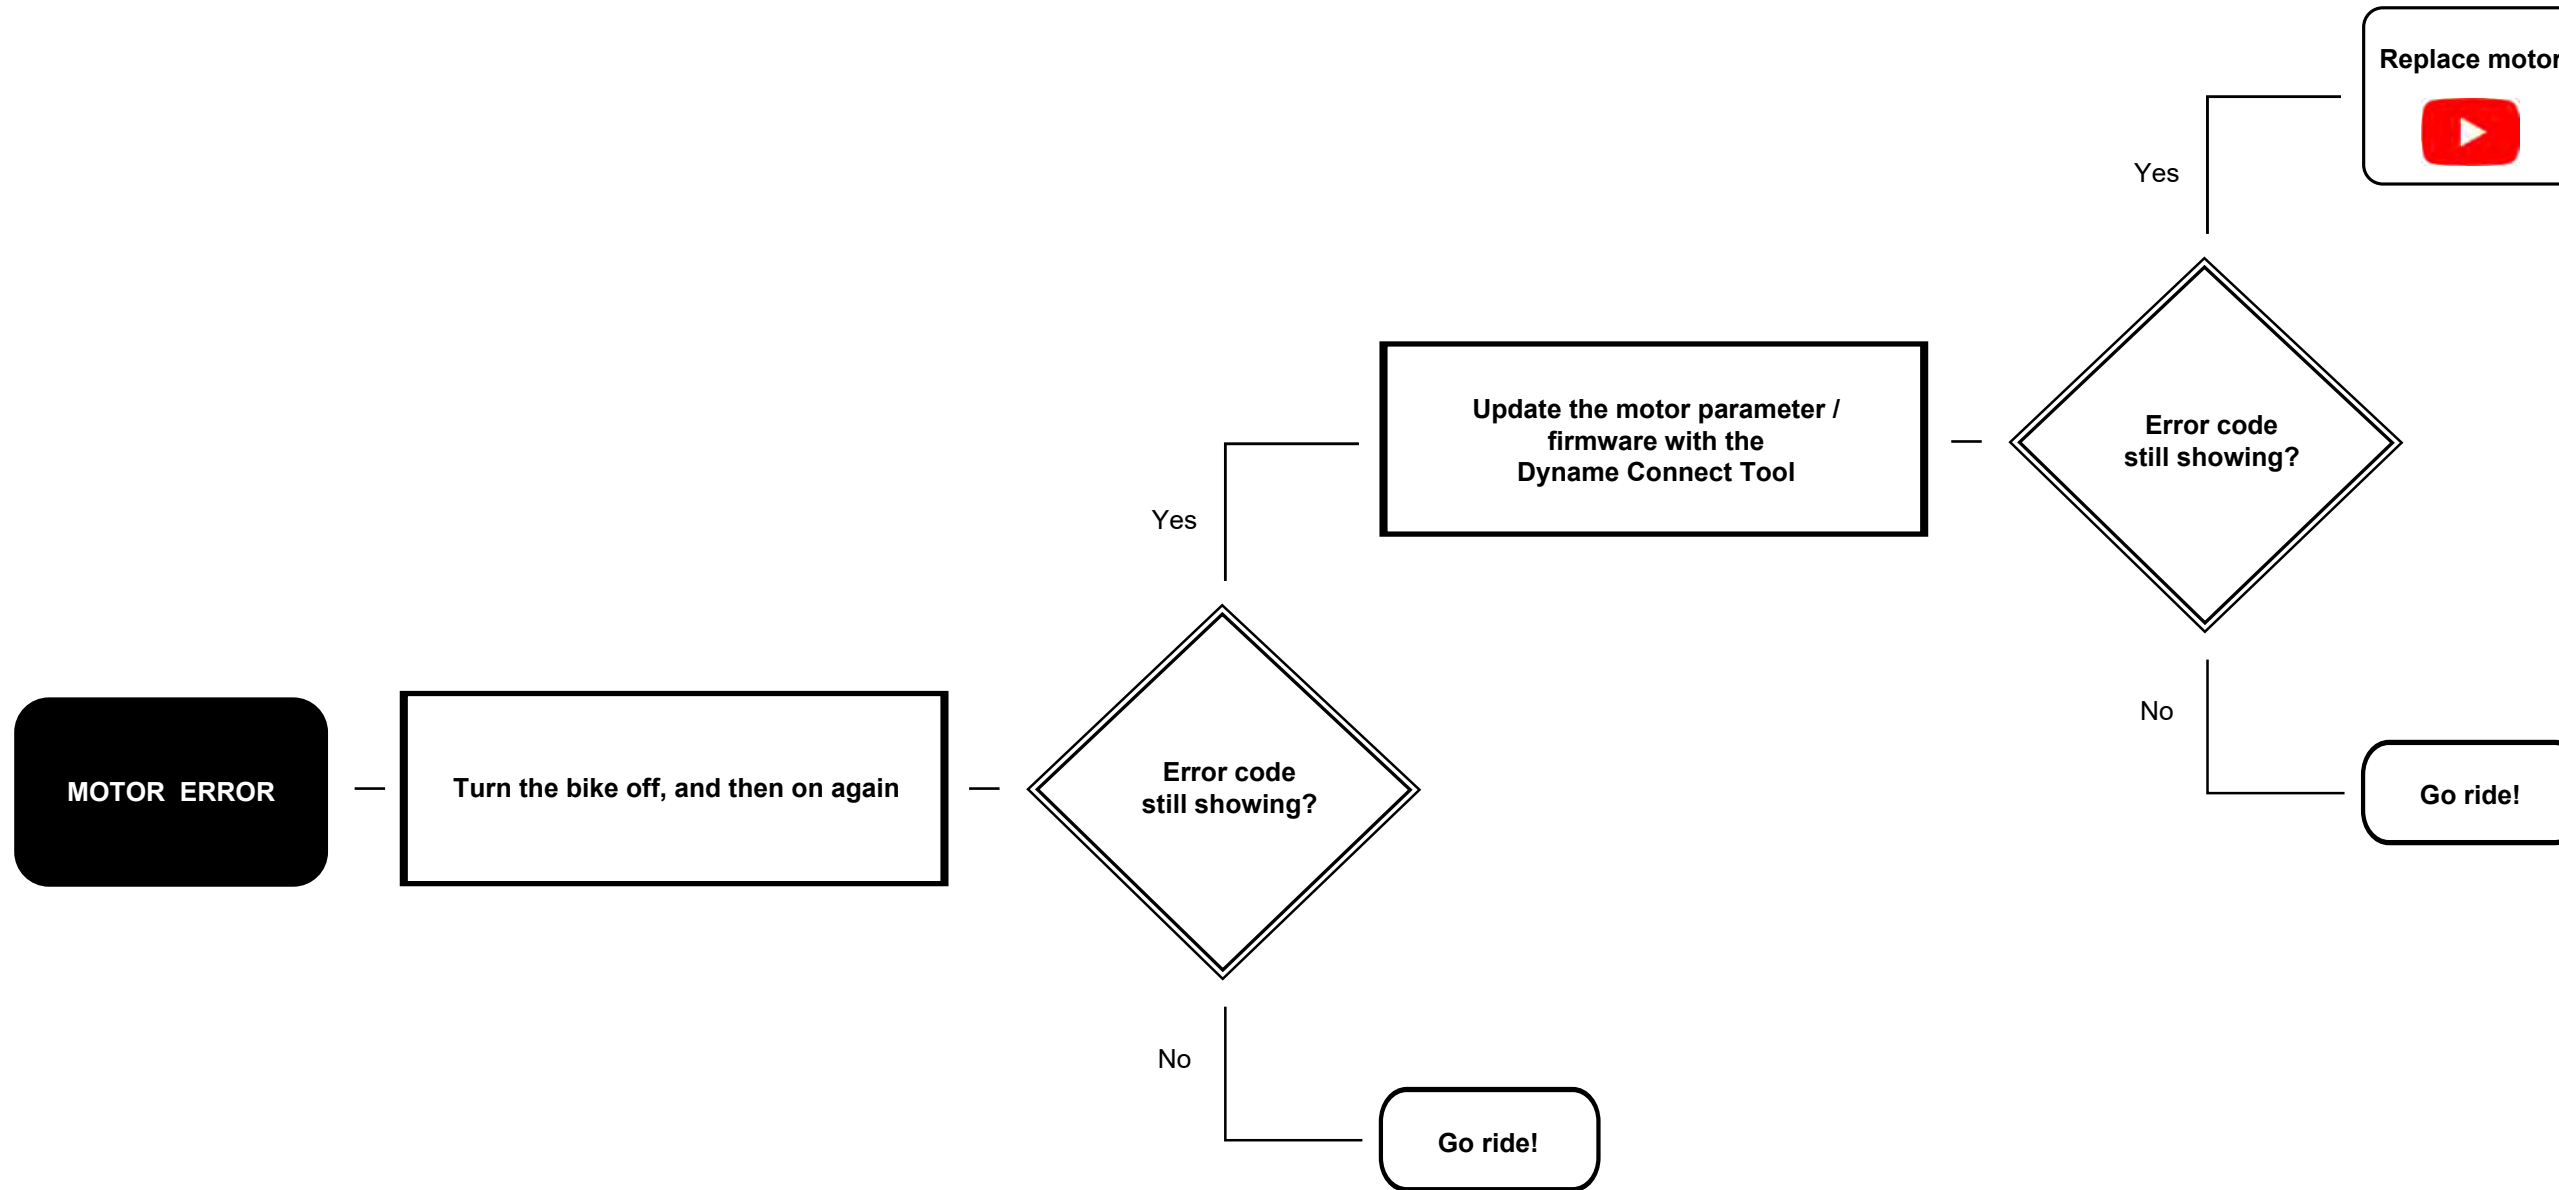 Replace motor
Yes
Update the motor parameter /
firmware with the
Dyname Connect Tool
Error code
still showing?
Yes
No
MOTOR ERROR
Turn the bike off, and then on again
Error code
still showing?
Go ride!
No
Go ride!